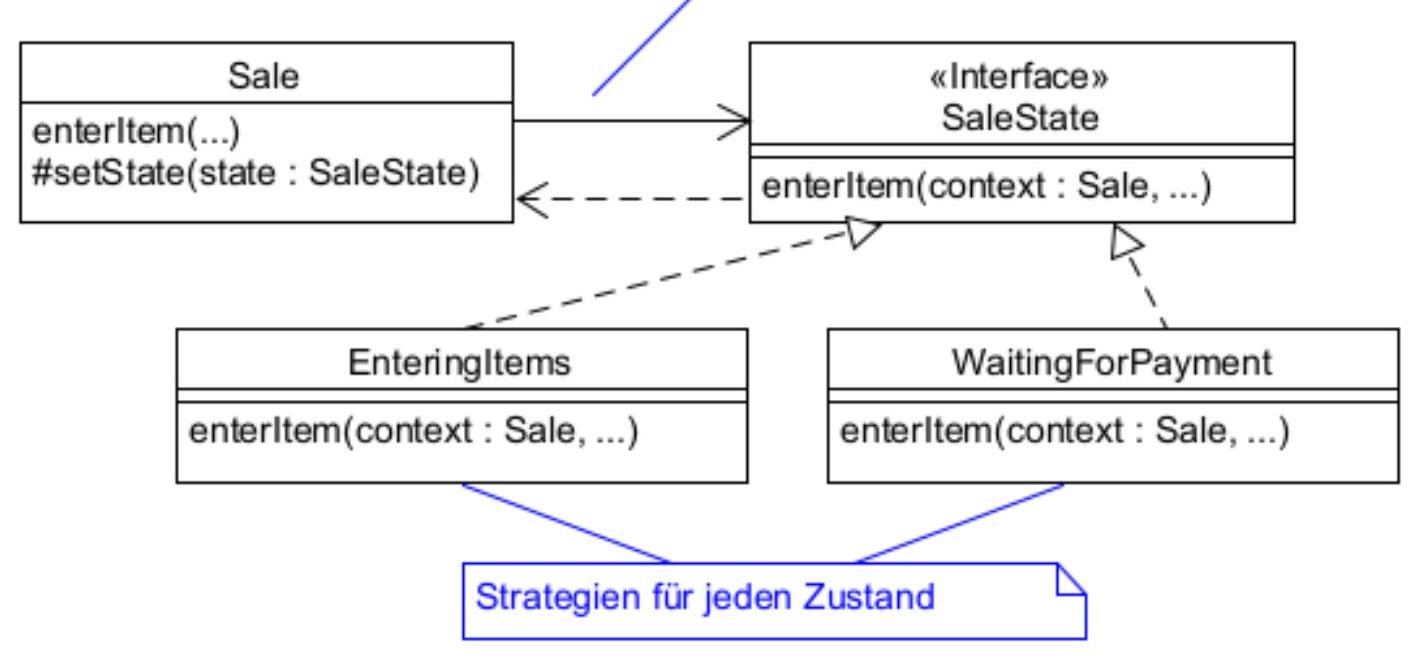 Sale
enterItem(...)
#setState(state : SaleState)
«Interface»
SaleState
enterItem(context : Sale, ...)
EnteringItems
enterItem(context : Sale, ...)
WaitingForPayment
enterItem(context : Sale, ...)
Strategien für jeden Zustand